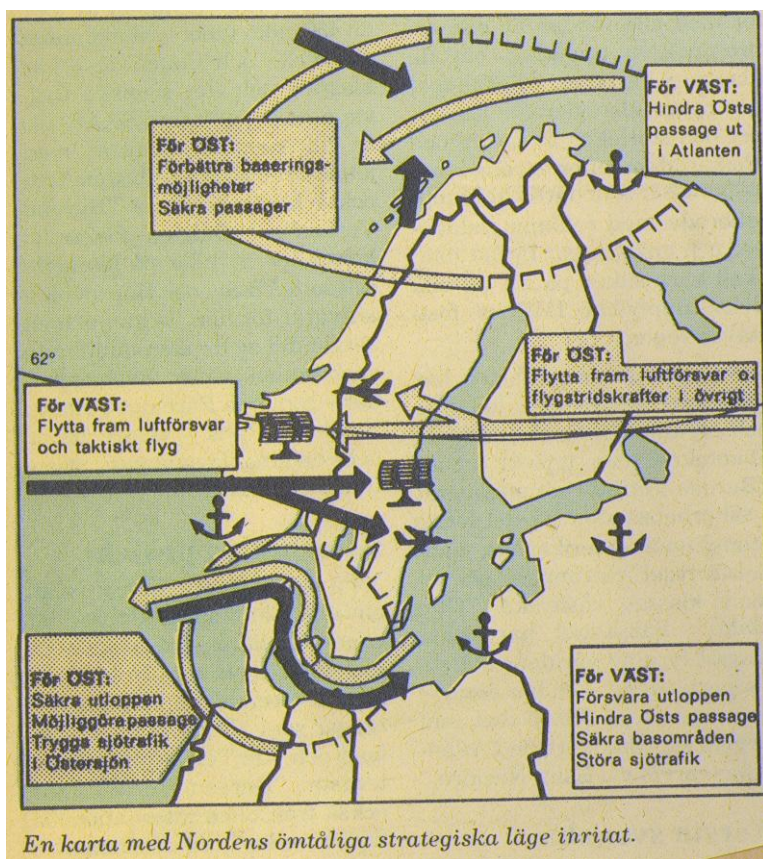 För VÄST:
Hindra Östs
passage ut
i Atlanten
För ÖST:
Förbättra baserings-
möjligheter
Säkra passager
62°
För ÖST:
Flytta fram luftförsvar o.
flygstridskrafter i övrigt
För VÄST:
Flytta fram luftförsvar
och taktiskt flyg
För ÖST:
Säkra utloppen
Möjliggöra passage
Trygga sjötrafik
i Östersjön
För VÄST:
Försvara utloppen
Hindra Östs passage
Säkra basområden
Störa sjötrafik
En karta med Nordens ömtåliga strategiska läge inritat.